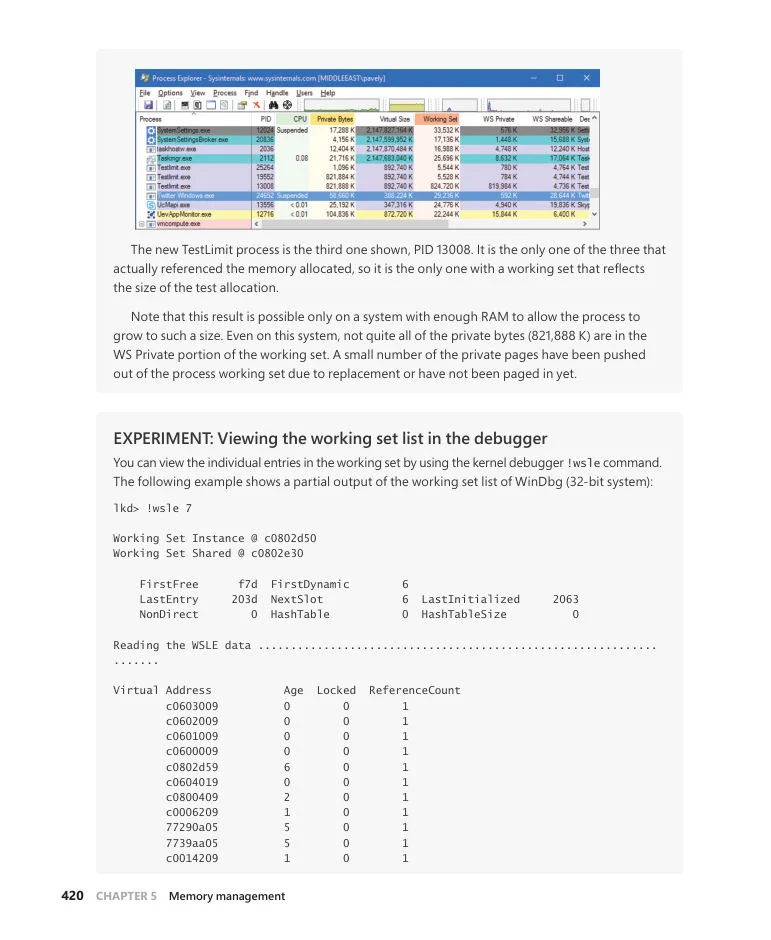 Process Explorer - Sysinternals: www.sysinternals.com [MIDDLEEAST\pavely]
File Options View Process Find Handle Users Help
Process PID CPU Private Bytes Virtual Size Working Set WS Private WS Shareable Des
SystemSettings.exe 12024 Suspended 17,288 K 2,147,827,164 K 33,532 K 576 K 32,956 K Setti
SystemSettingsBroker.exe 20836 4,156 K 2,147,599,952 K 17,136 K 1,448 K 15,688 K Syst
taskhostw.exe 2036 12,404 K 2,147,870,484 K 16,988 K 4,748 K 12,240 K Host
Taskmgr.exe 2112 0.08 21,716 K 2,147,683,040 K 25,696 K 8,632 K 17,064 K Task
Testlimit.exe 25264 1,096 K 892,740 K 5,544 K 780 K 4,764 K Test
Testlimit.exe 19552 821,884 K 892,740 K 5,528 K 784 K 4,744 K Test
Testlimit.exe 13008 821,888 K 892,740 K 824,720 K 819,984 K 4,736 K Test
Twitter.Windows.exe 24652 Suspended 58,660 K 388,224 K 29,236 K 592 K 28,644 K Twitt
UcMapi.exe 13596 < 0.01 25,192 K 347,316 K 24,776 K 4,940 K 19,836 K Skyp
UevAppMonitor.exe 12716 < 0.01 104,836 K 872,720 K 22,244 K 15,844 K 6,400 K
vmcompute.exe
The new TestLimit process is the third one shown, PID 13008. It is the only one of the three that
actually referenced the memory allocated, so it is the only one with a working set that reflects
the size of the test allocation.
Note that this result is possible only on a system with enough RAM to allow the process to
grow to such a size. Even on this system, not quite all of the private bytes (821,888 K) are in the
WS Private portion of the working set. A small number of the private pages have been pushed
out of the process working set due to replacement or have not been paged in yet.
EXPERIMENT: Viewing the working set list in the debugger
You can view the individual entries in the working set by using the kernel debugger !wsle command.
The following example shows a partial output of the working set list of WinDbg (32-bit system):
lkd> !wsle 7
Working Set Instance @ c0802d50
Working Set Shared @ c0802e30
FirstFree f7d FirstDynamic 6
LastEntry 203d NextSlot 6 LastInitialized 2063
NonDirect 0 HashTable 0 HashTableSize 0
Reading the WSLE data .............................................................
.......
Virtual Address Age Locked ReferenceCount
c0603009 0 0 1
c0602009 0 0 1
c0601009 0 0 1
c0600009 0 0 1
c0802d59 6 0 1
c0604019 0 0 1
c0800409 2 0 1
c0006209 1 0 1
77290a05 5 0 1
7739aa05 5 0 1
c0014209 1 0 1
420 CHAPTER 5 Memory management